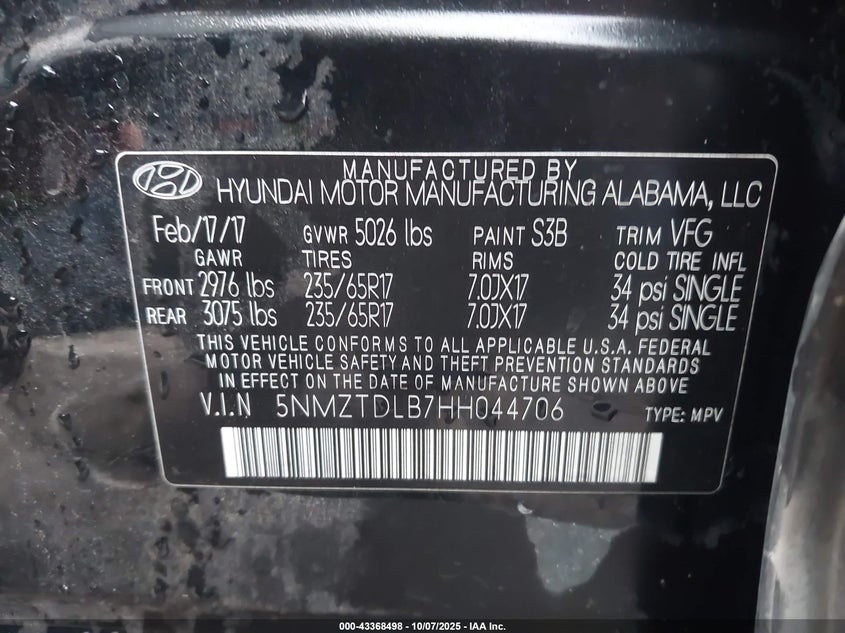 MANUFACTURED BY
HYUNDAI MOTOR MANUFACTURING ALABAMA, LLC
Feb/17/17 GVWR 5026 lbs PAINT S3B TRIM VFG
GAWR TIRES RIMS COLD TIRE INFL
FRONT 2976 lbs 235/65R17 7.0JX17 34 psi SINGLE
REAR 3075 lbs 235/65R17 7.0JX17 34 psi SINGLE
THIS VEHICLE CONFORMS TO ALL APPLICABLE U.S.A. FEDERAL
MOTOR VEHICLE SAFETY AND THEFT PREVENTION STANDARDS
IN EFFECT ON THE DATE OF MANUFACTURE SHOWN ABOVE
V.I.N 5NMZTDLB7HH044706 TYPE: MPV
000-43368498 - 10/07/2025 - IAA Inc.